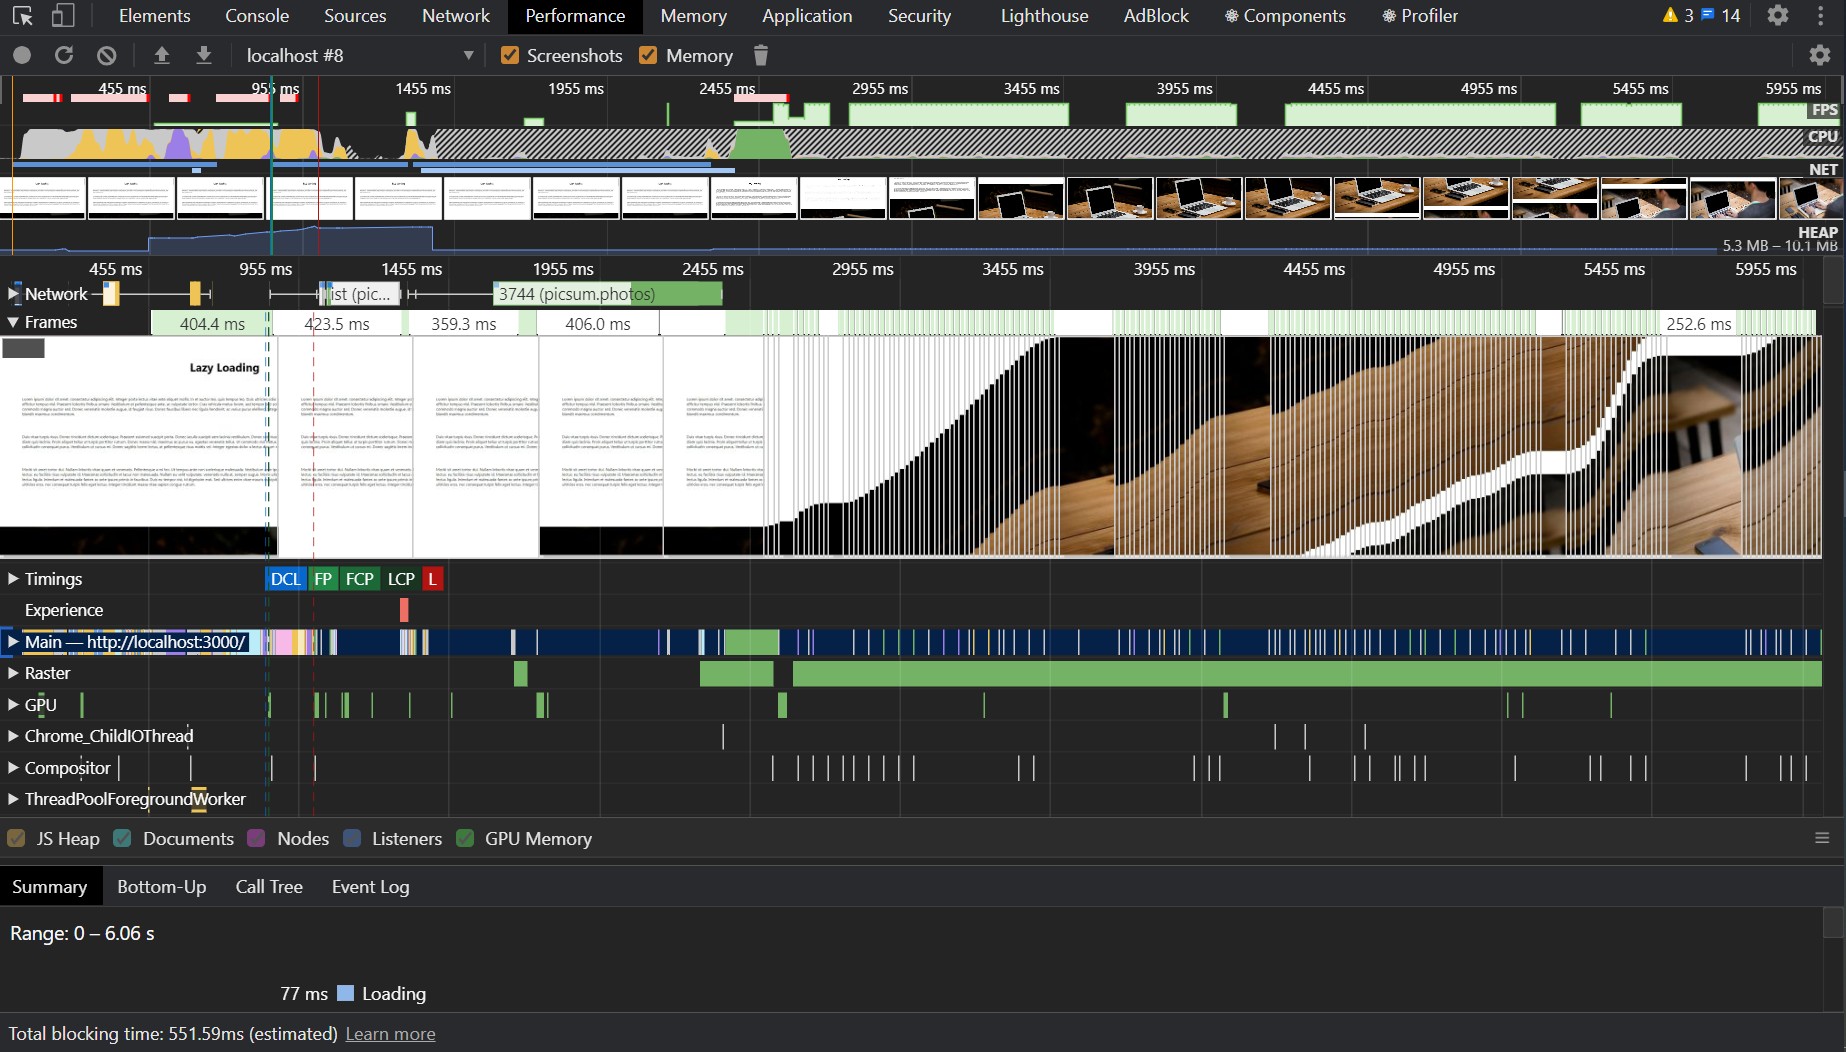 Elements Console Sources Network Performance Memory Application Security Lighthouse AdBlock Components Profiler 3 14
localhost #8 Screenshots Memory
455 ms 955 ms 1455 ms 1955 ms 2455 ms 2955 ms 3455 ms 3955 ms 4455 ms 4955 ms 5455 ms 5955 ms
FPS
CPU
NET
HEAP
5.3 MB – 10.1 MB
455 ms 955 ms 1455 ms 1955 ms 2455 ms 2955 ms 3455 ms 3955 ms 4455 ms 4955 ms 5455 ms 5955 ms
Network ist (pic... 3744 (picsum.photos)
Frames 404.4 ms 423.5 ms 359.3 ms 406.0 ms 252.6 ms
Lazy Loading
Timings DCL FP FCP LCP L
Experience
Main — http://localhost:3000/
Raster
GPU
Chrome_ChildIOThread
Compositor
ThreadPoolForegroundWorker
JS Heap Documents Nodes Listeners GPU Memory
Summary Bottom-Up Call Tree Event Log
Range: 0 – 6.06 s
77 ms Loading
Total blocking time: 551.59ms (estimated) Learn more